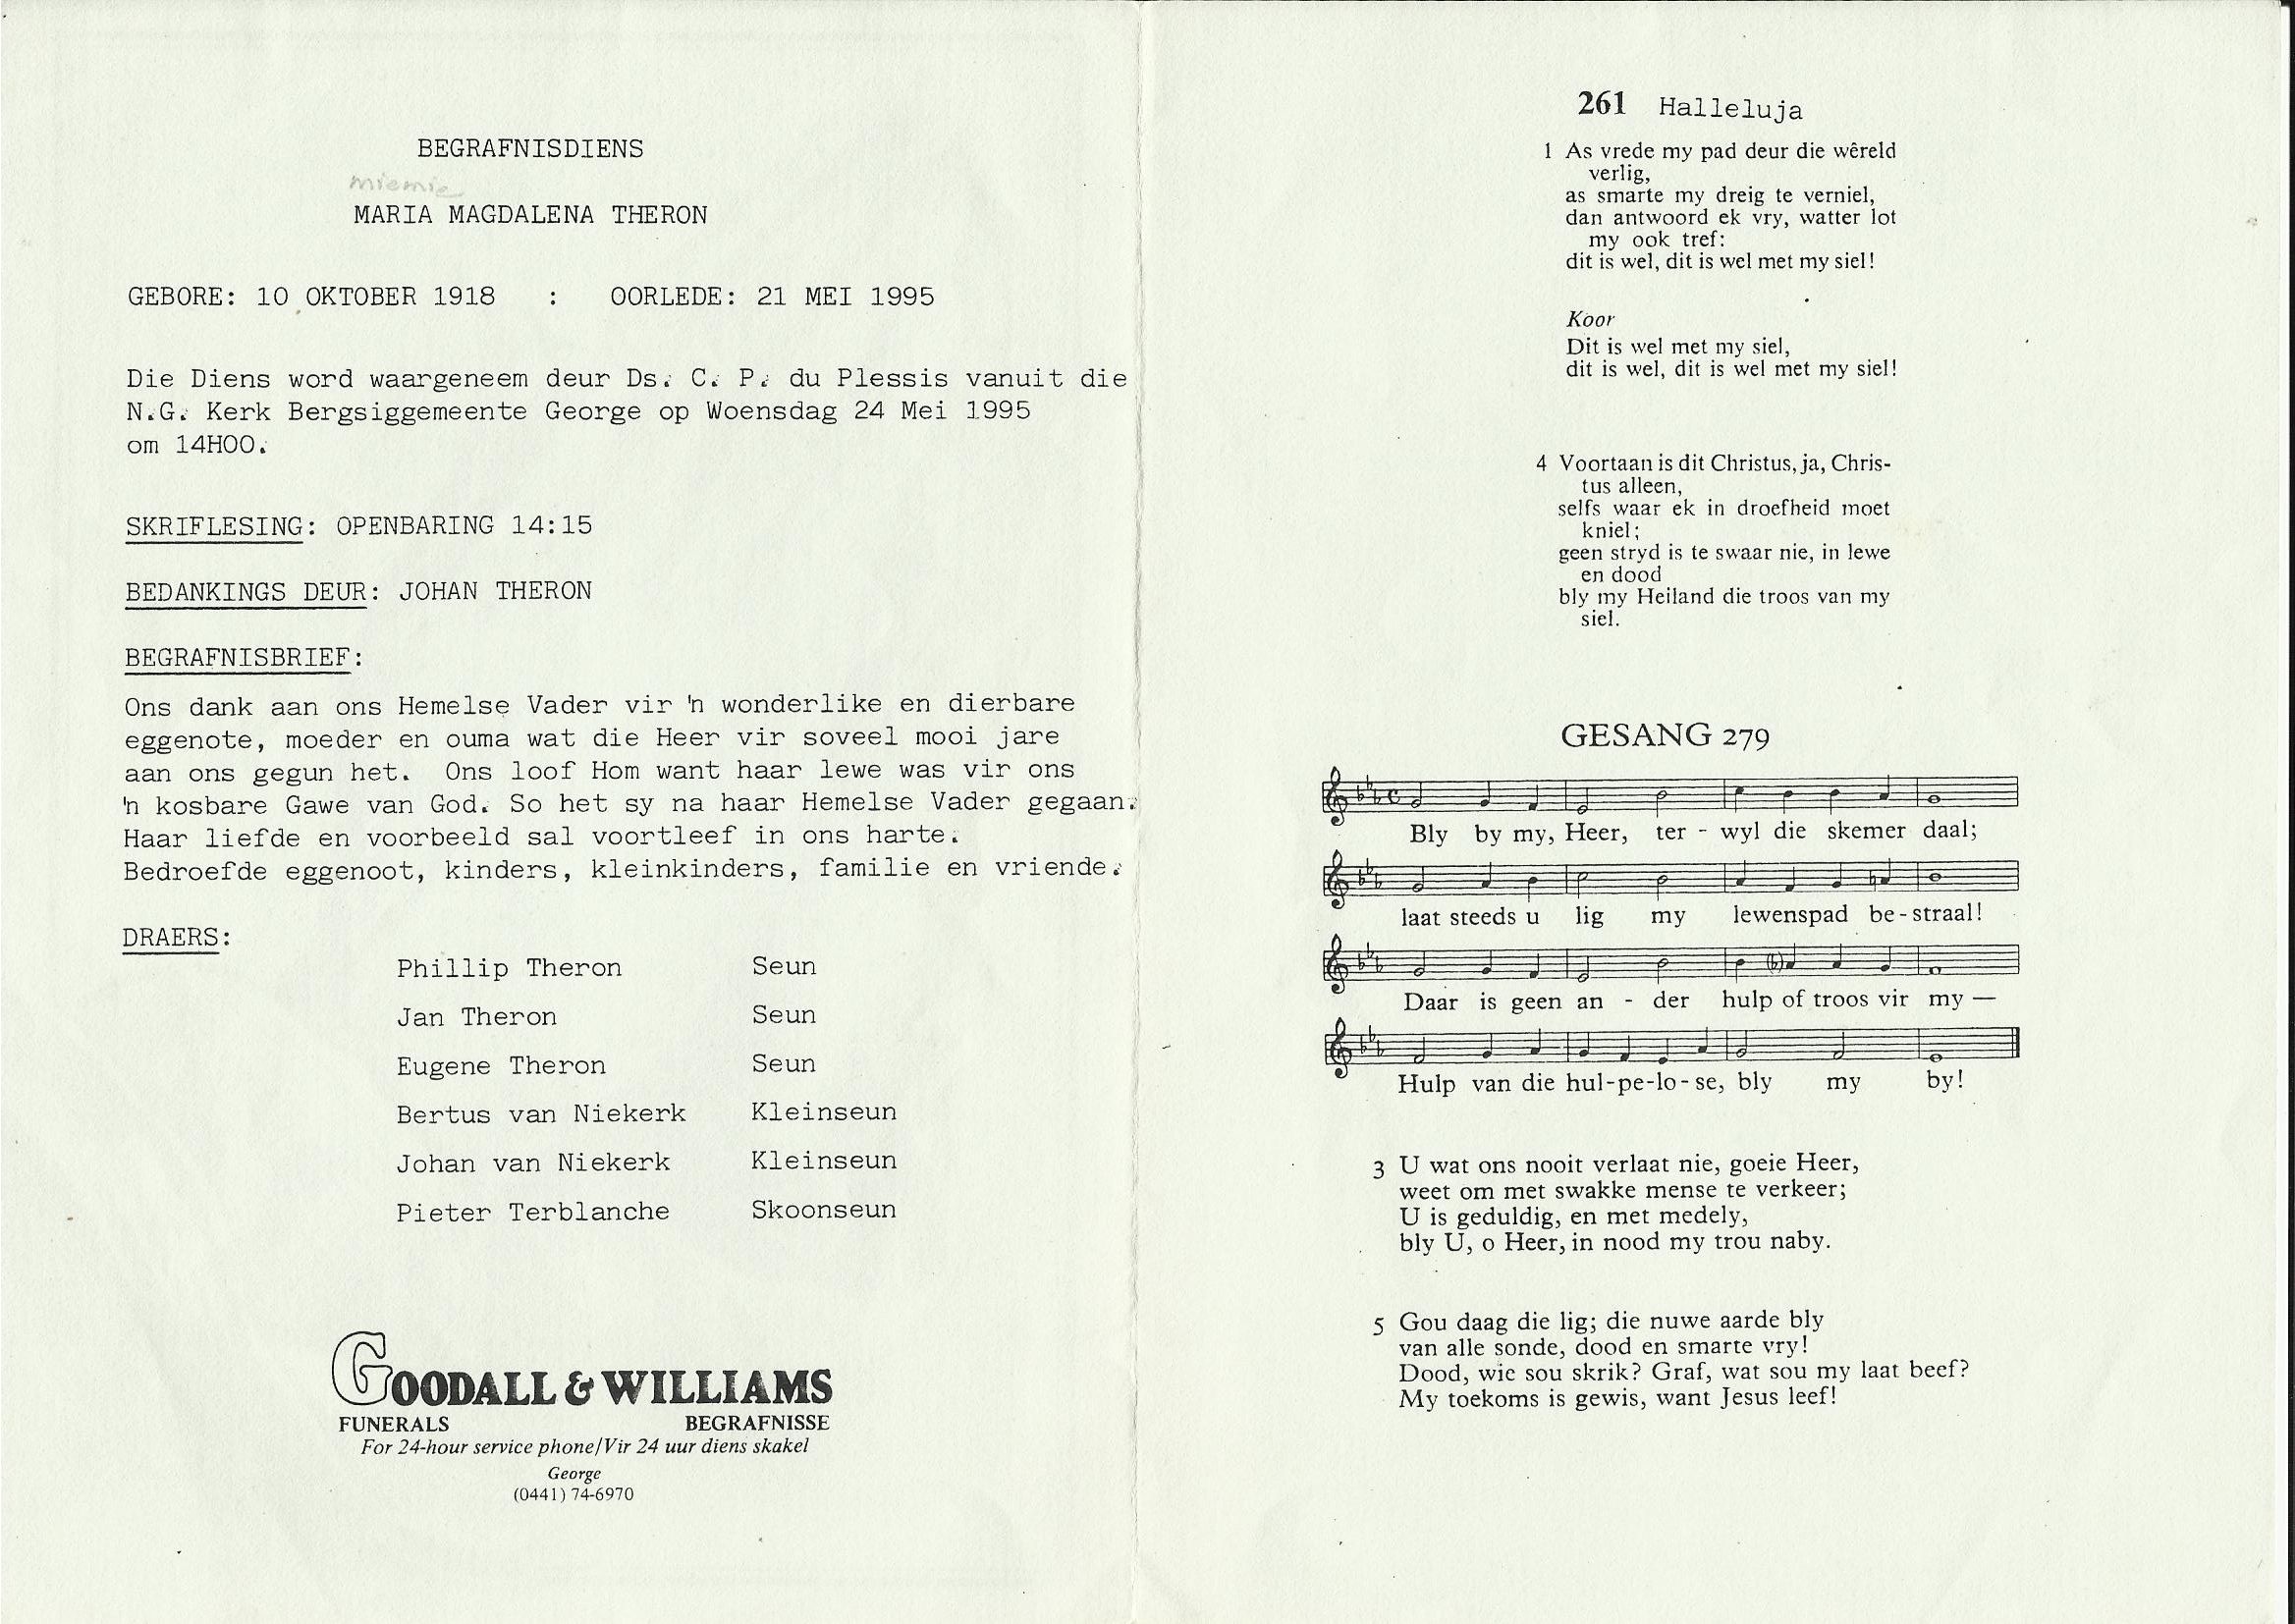 BEGRAFNISDIENS
miemie
MARIA MAGDALENA THERON
GEBORE: 10 OKTOBER 1918 : OORLEDE: 21 MEI 1995
Die Diens word waargeneem deur Ds. C. P. du Plessis vanuit die
N.G. Kerk Bergsiggemeente George op Woensdag 24 Mei 1995
om 14H00.
SKRIFLESING: OPENBARING 14:15
BEDANKINGS DEUR: JOHAN THERON
BEGRAFNISBRIEF:
Ons dank aan ons Hemelse Vader vir 'n wonderlike en dierbare
eggenote, moeder en ouma wat die Heer vir soveel mooi jare
aan ons gegun het. Ons loof Hom want haar lewe was vir ons
'n kosbare Gawe van God. So het sy na haar Hemelse Vader gegaan.
Haar liefde en voorbeeld sal voortleef in ons harte.
Bedroefde eggenoot, kinders, kleinkinders, familie en vriende.
DRAERS:
Phillip Theron Seun
Jan Theron Seun
Eugene Theron Seun
Bertus van Niekerk Kleinseun
Johan van Niekerk Kleinseun
Pieter Terblanche Skoonseun
GOODALL & WILLIAMS
FUNERALS BEGRAFNISSE
For 24-hour service phone/Vir 24 uur diens skakel
George
(0441) 74-6970
261 Halleluja
1 As vrede my pad deur die wêreld
verlig,
as smarte my dreig te verniel,
dan antwoord ek vry, watter lot
my ook tref:
dit is wel, dit is wel met my siel!
Koor
Dit is wel met my siel,
dit is wel, dit is wel met my siel!
4 Voortaan is dit Christus, ja, Chris-
tus alleen,
selfs waar ek in droefheid moet
kniel;
geen stryd is te swaar nie, in lewe
en dood
bly my Heiland die troos van my
siel.
GESANG 279
Bly by my, Heer, ter - wyl die skemer daal;
laat steeds u lig my lewenspad be - straal!
Daar is geen an - der hulp of troos vir my —
Hulp van die hul-pe-lo-se, bly my by!
3 U wat ons nooit verlaat nie, goeie Heer,
weet om met swakke mense te verkeer;
U is geduldig, en met medely,
bly U, o Heer, in nood my trou naby.
5 Gou daag die lig; die nuwe aarde bly
van alle sonde, dood en smarte vry!
Dood, wie sou skrik? Graf, wat sou my laat beef?
My toekoms is gewis, want Jesus leef!